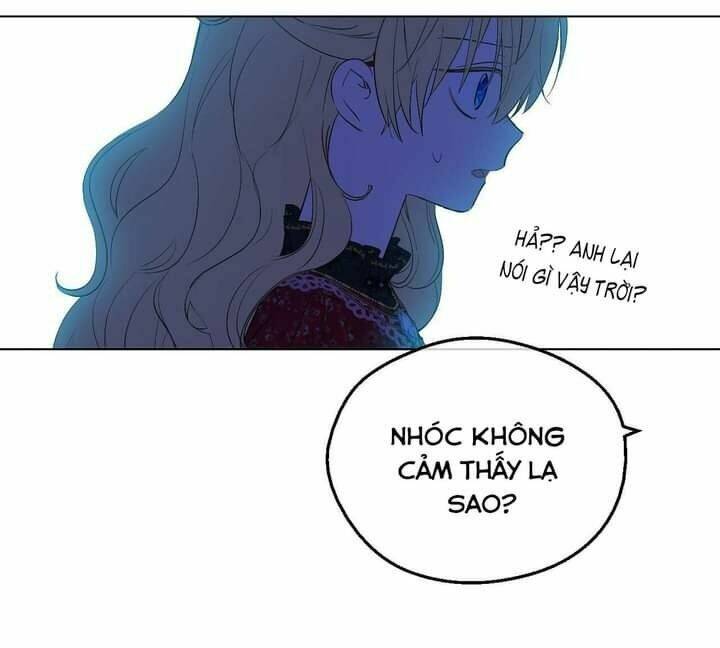 HẢ?? ANH LẠI
NÓI GÌ VẬY TRỜI?
NHÓC KHÔNG
CẢM THẤY LẠ
SAO?